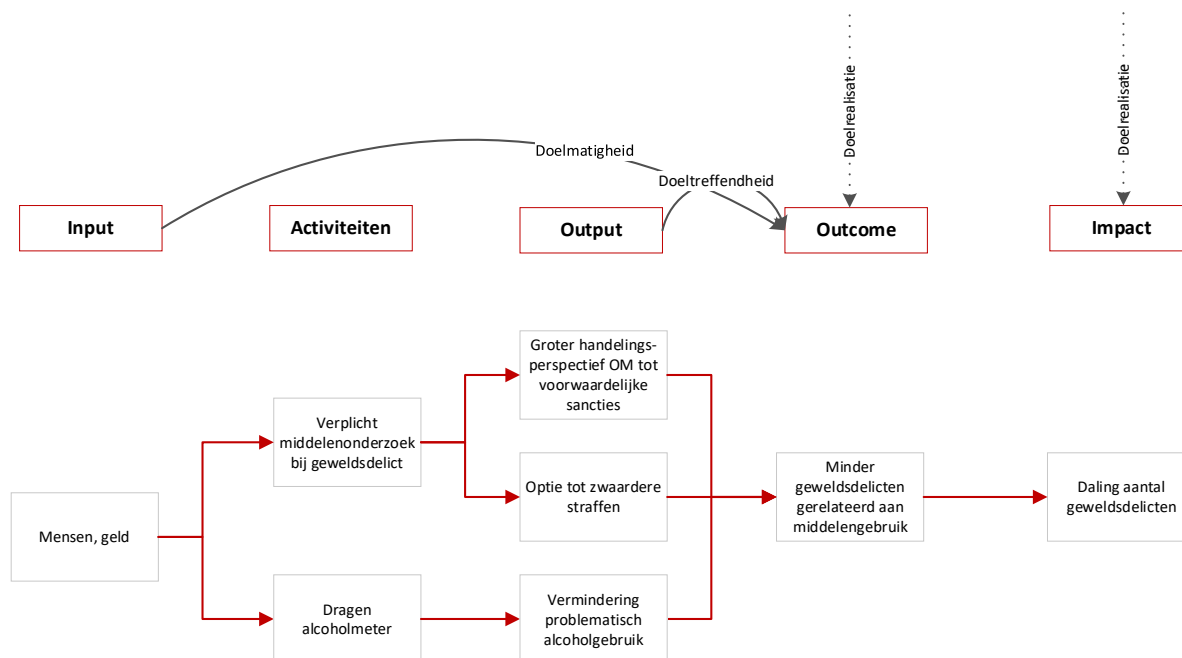 Doelrealisatie
Doelrealisatie
Doelmatigheid
Doeltreffendheid
Input
Activiteiten
Output
Outcome
Impact
Groter handelings-
perspectief OM tot
voorwaardelijke
sancties
Verplicht
middelenonderzoek
bij geweldsdelict
Optie tot zwaardere
straffen
Minder
geweldsdelicten
gerelateerd aan
middelengebruik
Daling aantal
geweldsdelicten
Mensen, geld
Dragen
alcoholmeter
Vermindering
problematisch
alcoholgebruik